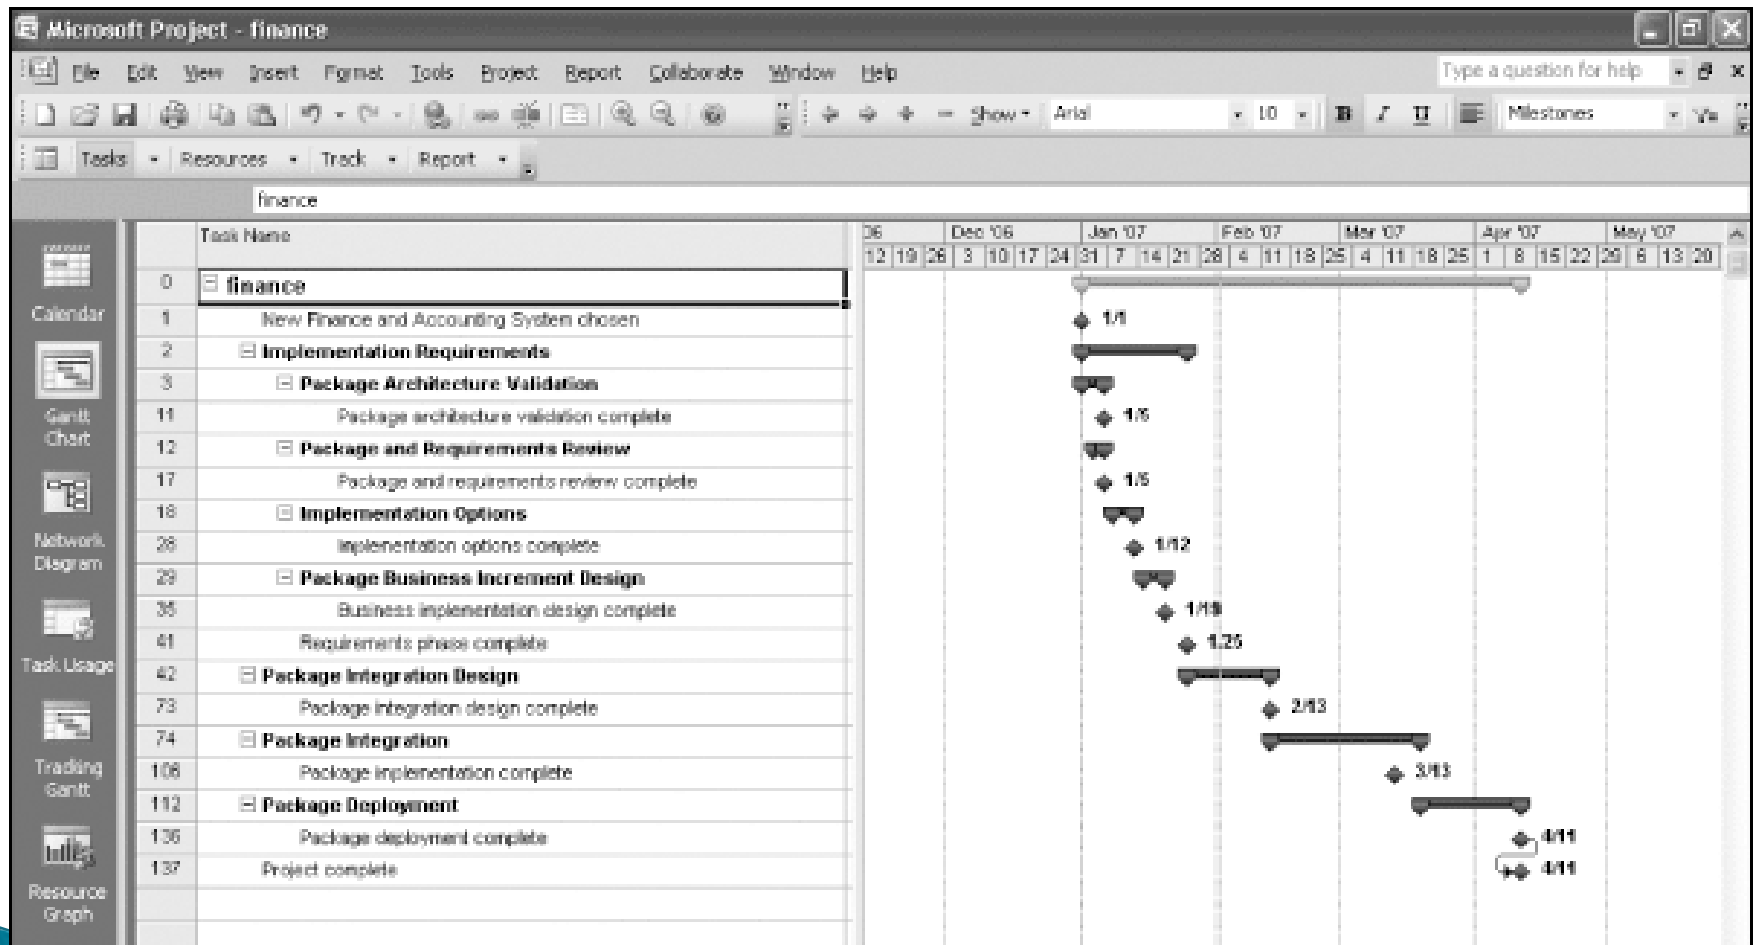 Microsoft Project - finance
File Edit View Insert Format Tools Project Report Collaborate Window Help Type a question for help
Show Arial 10 B I U Milestones
Tasks Resources Track Report
finance
Task Name
06 Dec '06 Jan '07 Feb '07 Mar '07 Apr '07 May '07
12 19 26 3 10 17 24 31 7 14 21 28 4 11 18 25 4 11 18 25 1 8 15 22 29 6 13 20
0 finance
1 New Finance and Accounting System chosen 1/1
2 Implementation Requirements
3 Package Architecture Validation
11 Package architecture validation complete 1/5
12 Package and Requirements Review
17 Package and requirements review complete 1/5
18 Implementation Options
28 Implementation options complete 1/12
29 Package Business Increment Design
35 Business implementation design complete 1/19
41 Requirements phase complete 1.25
42 Package Integration Design
73 Package integration design complete 2/13
74 Package Integration
108 Package implementation complete 3/13
112 Package Deployment
136 Package deployment complete 4/11
137 Project complete 4/11
Calendar
Gantt
Chart
Network
Diagram
Task Usage
Tracking
Gantt
Resource
Graph